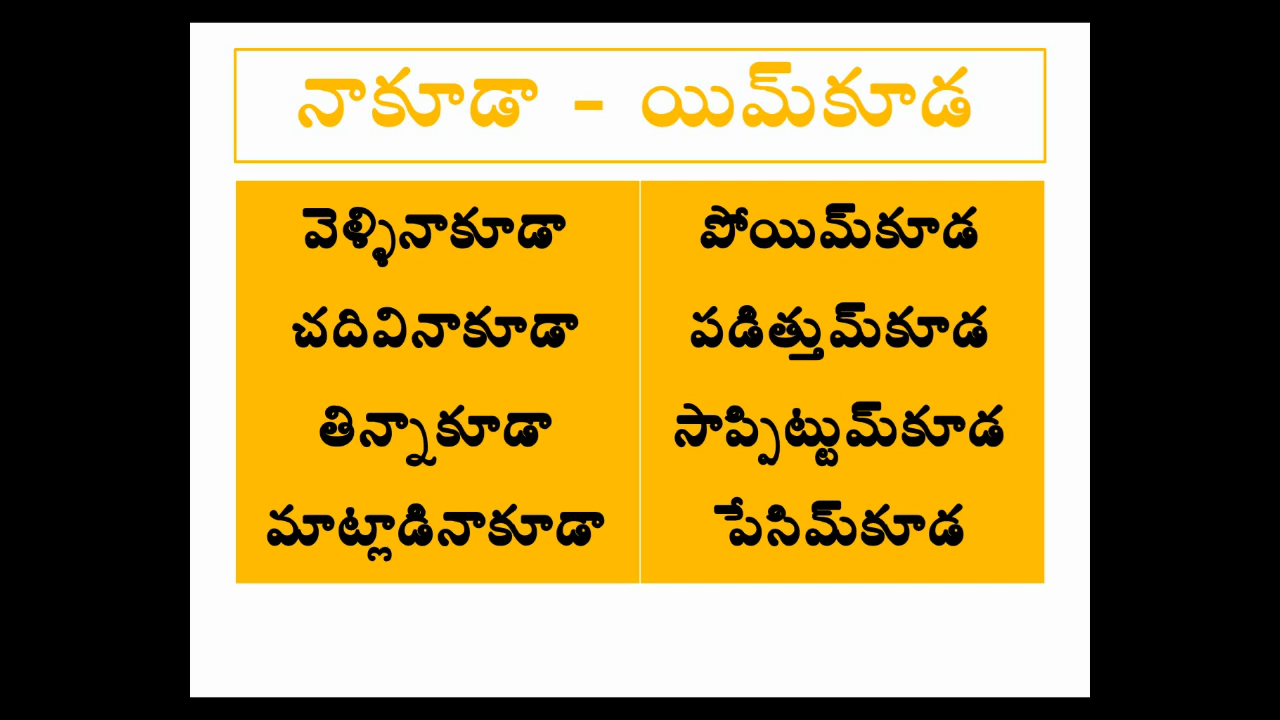 నాకూడా - యిమ్‌కూడ
వెళ్ళినాకూడా పోయిమ్‌కూడ
చదివినాకూడా పడిత్తుమ్‌కూడ
తిన్నాకూడా సాప్పిట్టుమ్‌కూడ
మాట్లాడినాకూడా పేసిమ్‌కూడ